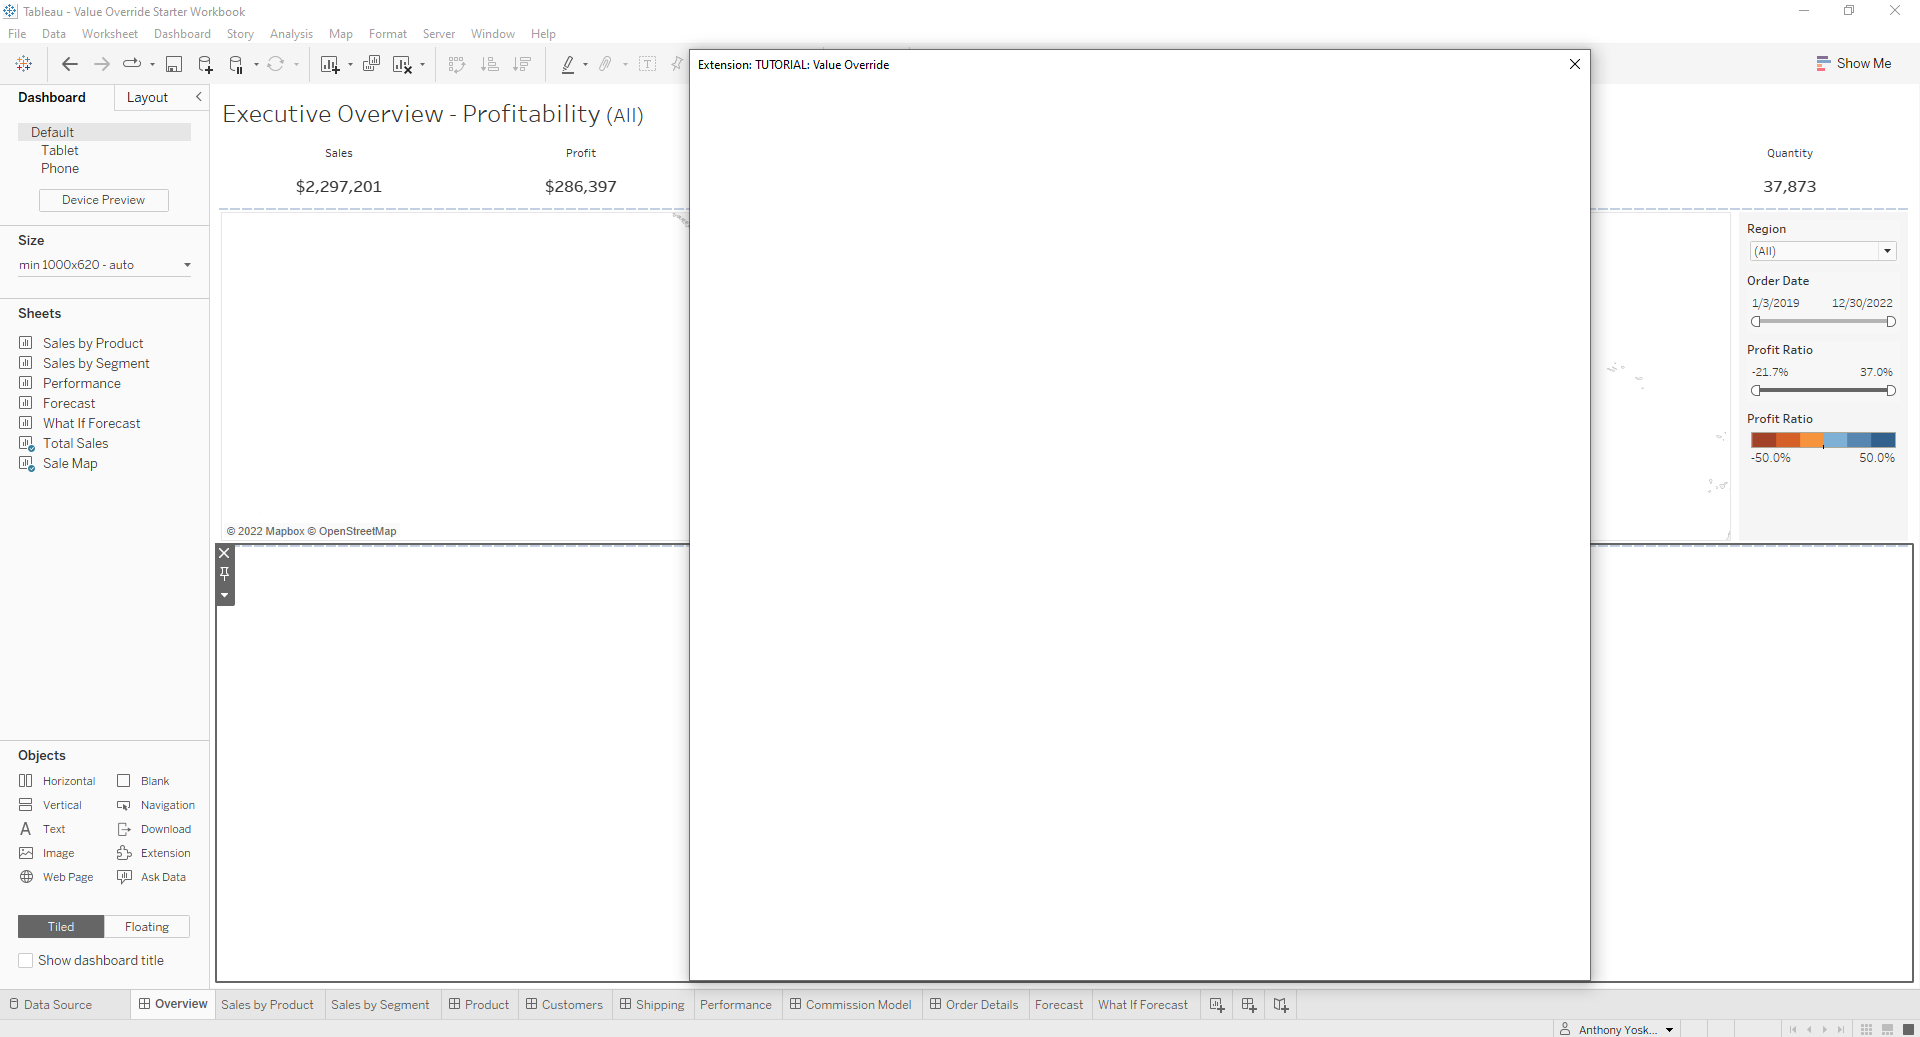 Tableau - Value Override Starter Workbook
File Data Worksheet Dashboard Story Analysis Map Format Server Window Help
Show Me
Extension: TUTORIAL: Value Override
Dashboard Layout
Default
Tablet
Phone
Device Preview
Size
min 1000x620 - auto
Sheets
Sales by Product
Sales by Segment
Performance
Forecast
What If Forecast
Total Sales
Sale Map
Objects
Horizontal Blank
Vertical Navigation
Text Download
Image Extension
Web Page Ask Data
Tiled Floating
Show dashboard title
Executive Overview - Profitability (All)
Sales Profit Quantity
$2,297,201 $286,397 37,873
© 2022 Mapbox © OpenStreetMap
Region
(All)
Order Date
1/3/2019 12/30/2022
Profit Ratio
-21.7% 37.0%
Profit Ratio
-50.0% 50.0%
Data Source Overview Sales by Product Sales by Segment Product Customers Shipping Performance Commission Model Order Details Forecast What If Forecast
Anthony Yosk...